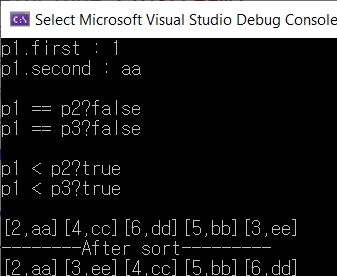 Select Microsoft Visual Studio Debug Console
p1.first : 1
p1.second : aa
p1 == p2?false
p1 == p3?false
p1 < p2?true
p1 < p3?true
[2,aa][4,cc][6,dd][5,bb][3,ee]
--------After sort---------
[2,aa][3,ee][4,cc][5,bb][6,dd]